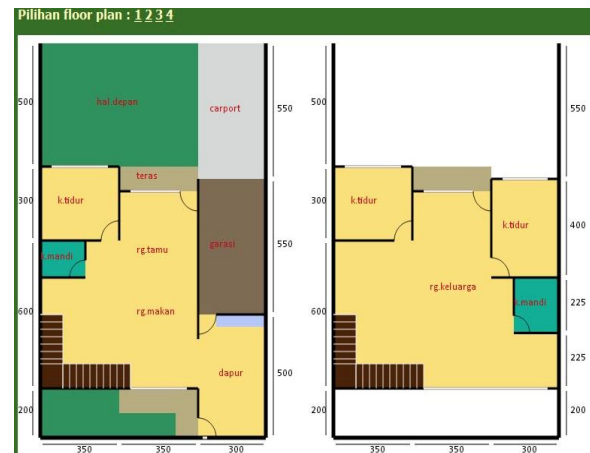 Pilihan floor plan : 1 2 3 4
hal.depan
carport
teras
k.tidur
k.mandi
rg.tamu
garasi
rg.makan
dapur
500
300
600
200
550
550
500
350
350
300
k.tidur
k.tidur
rg.keluarga
k.mandi
500
300
600
200
550
400
225
225
200
350
350
300